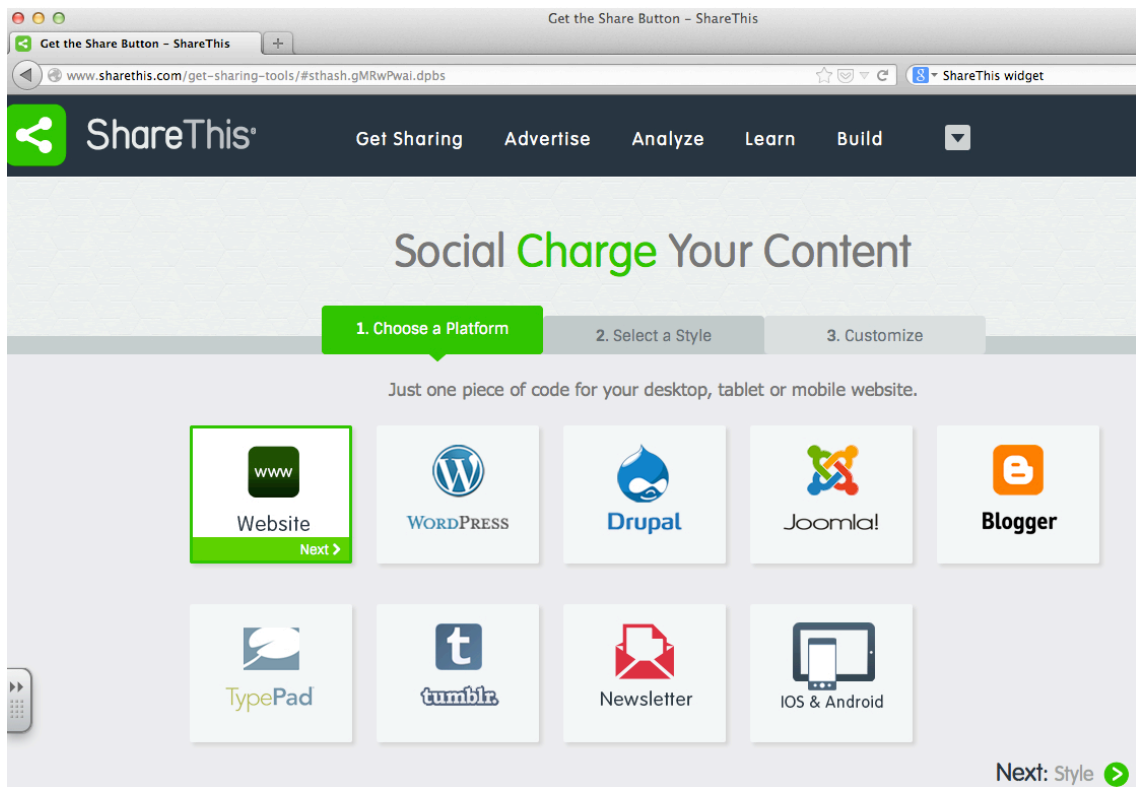 Get the Share Button – ShareThis
Get the Share Button – ShareThis
www.sharethis.com/get-sharing-tools/#sthash.gMRwPwai.dpbs
ShareThis widget
ShareThis
Get Sharing Advertise Analyze Learn Build
Social Charge Your Content
1. Choose a Platform
2. Select a Style
3. Customize
Just one piece of code for your desktop, tablet or mobile website.
www
Website
Next
WORDPRESS
Drupal
Joomla!
Blogger
TypePad
tumblr.
Newsletter
IOS & Android
Next: Style